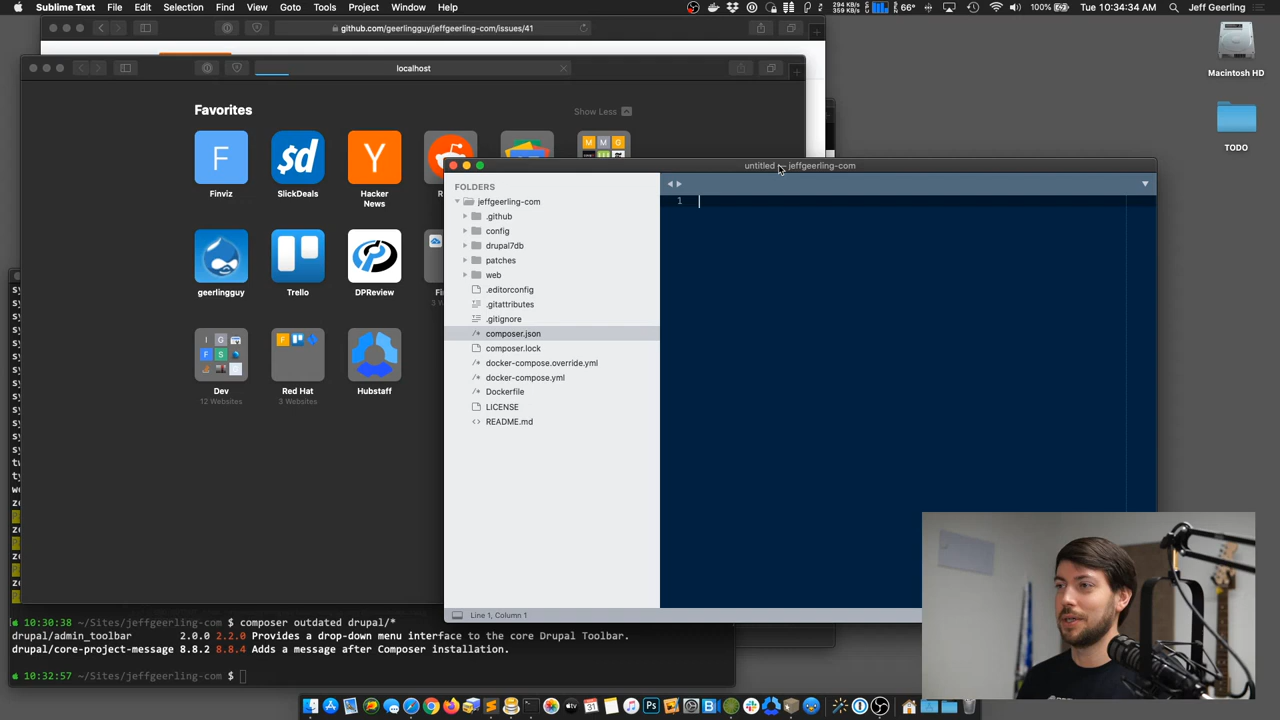 Sublime Text File Edit Selection Find View Goto Tools Project Window Help
294 KB/s
359 KB/s
66° 100% Tue 10:34:34 AM Jeff Geerling
github.com/geerlingguy/jeffgeerling-com/issues/41
localhost
Macintosh HD
TODO
Favorites
Show Less
F
$d
Y
M M G
Finviz
SlickDeals
Hacker
News
geerlingguy
Trello
DPReview
I G
F S
Dev
12 Websites
Red Hat
3 Websites
Hubstaff
untitled — jeffgeerling-com
FOLDERS
jeffgeerling-com
.github
config
drupal7db
patches
web
.editorconfig
.gitattributes
.gitignore
composer.json
composer.lock
docker-compose.override.yml
docker-compose.yml
Dockerfile
LICENSE
README.md
1
Line 1, Column 1
10:30:38 ~/Sites/jeffgeerling-com $ composer outdated drupal/*
drupal/admin_toolbar 2.0.0 2.2.0 Provides a drop-down menu interface to the core Drupal Toolbar.
drupal/core-project-message 8.8.2 8.8.4 Adds a message after Composer installation.
10:32:57 ~/Sites/jeffgeerling-com $